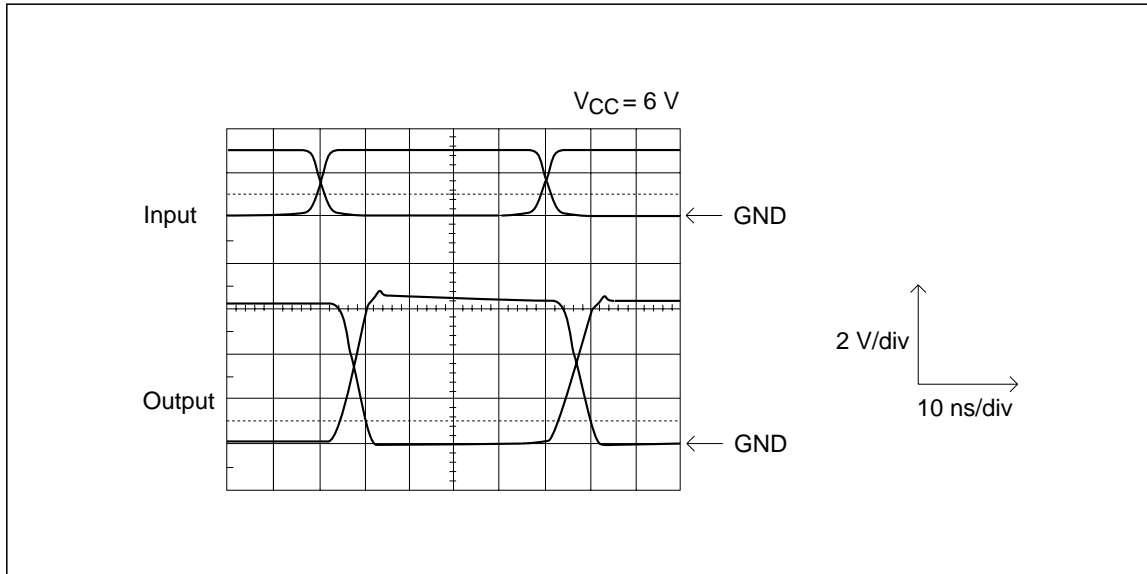 VCC = 6 V
Input
GND
2 V/div
Output
10 ns/div
GND